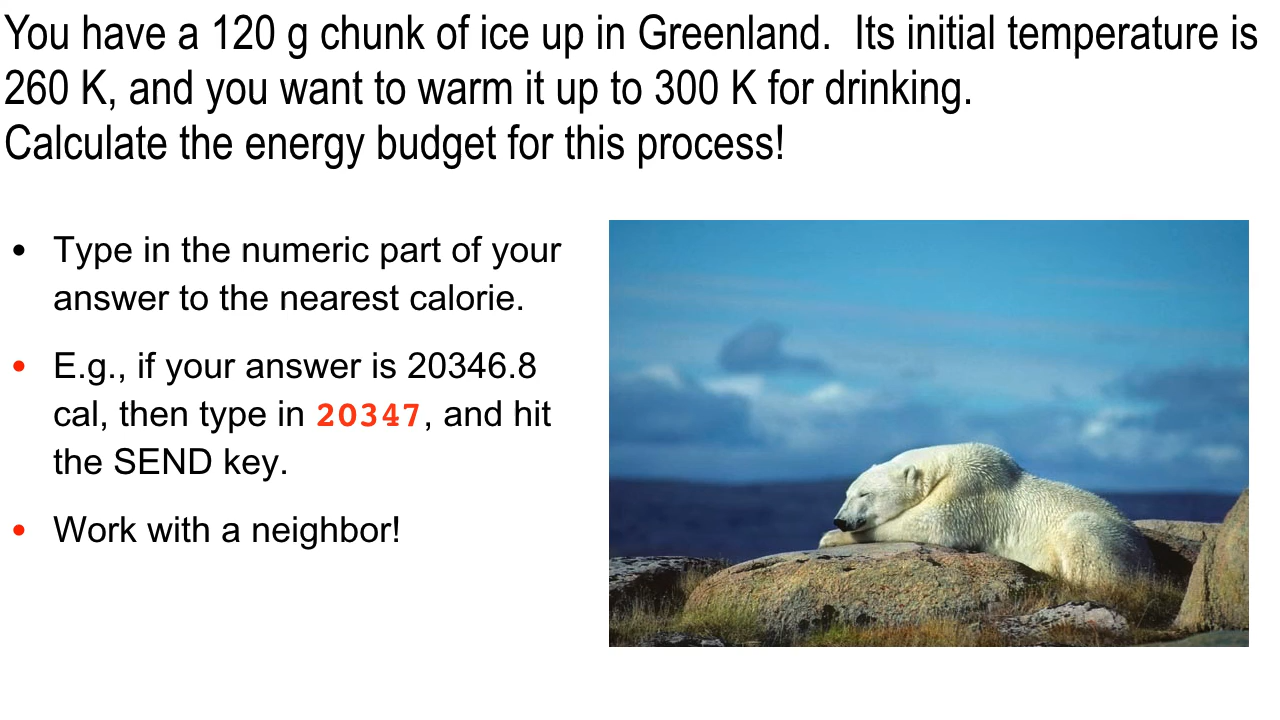 You have a 120 g chunk of ice up in Greenland.  Its initial temperature is
260 K, and you want to warm it up to 300 K for drinking.
Calculate the energy budget for this process!
• Type in the numeric part of your
answer to the nearest calorie.
• E.g., if your answer is 20346.8
cal, then type in 20347, and hit
the SEND key.
• Work with a neighbor!